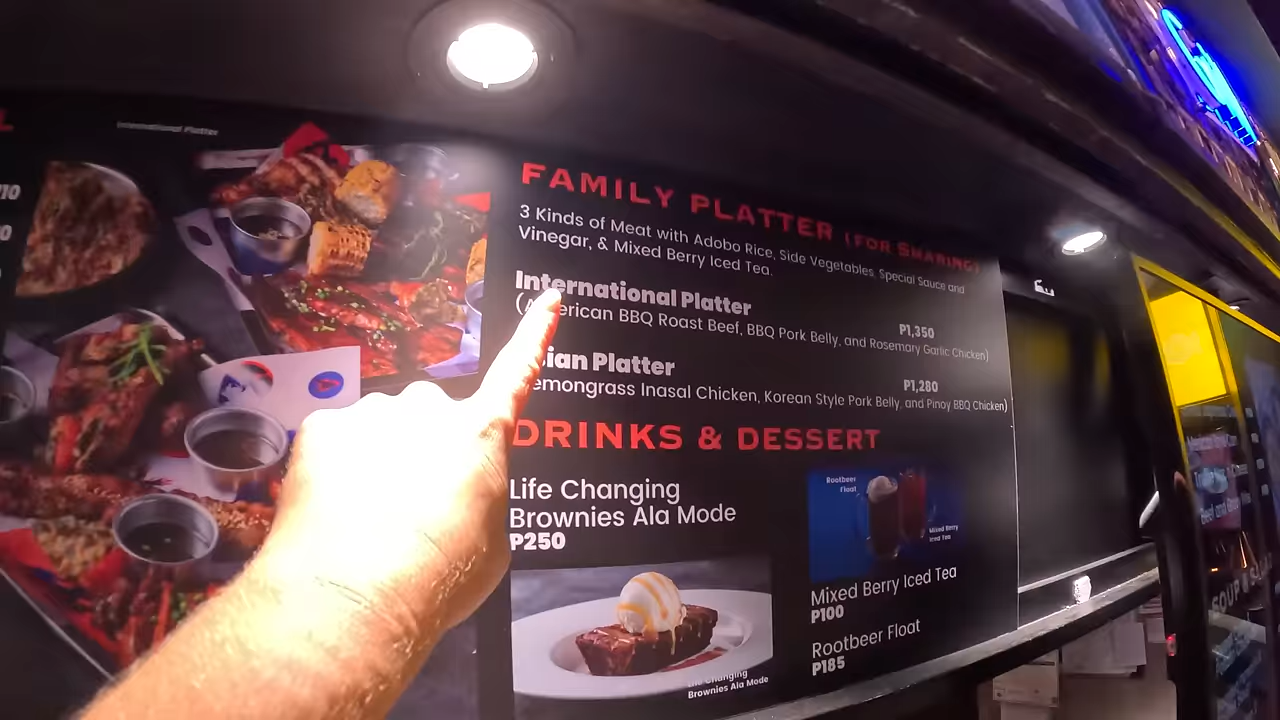 International Platter
FAMILY PLATTER (FOR SHARING)
3 Kinds of Meat with Adobo Rice, Side Vegetables, Special Sauce and
Vinegar, & Mixed Berry Iced Tea.
International Platter
P1,350
BBQ Roast Beef, BBQ Pork Belly, and Rosemary Garlic Chicken)
Platter
P1,280
Inasal Chicken, Korean Style Pork Belly, and Pinoy BBQ Chicken)
DRINKS & DESSERT
Life Changing
Brownies Ala Mode
P250
Life Changing
Brownies Ala Mode
Rootbeer
Float
Mixed Berry
Iced Tea
Mixed Berry Iced Tea
P100
Rootbeer Float
P185
SOUP &